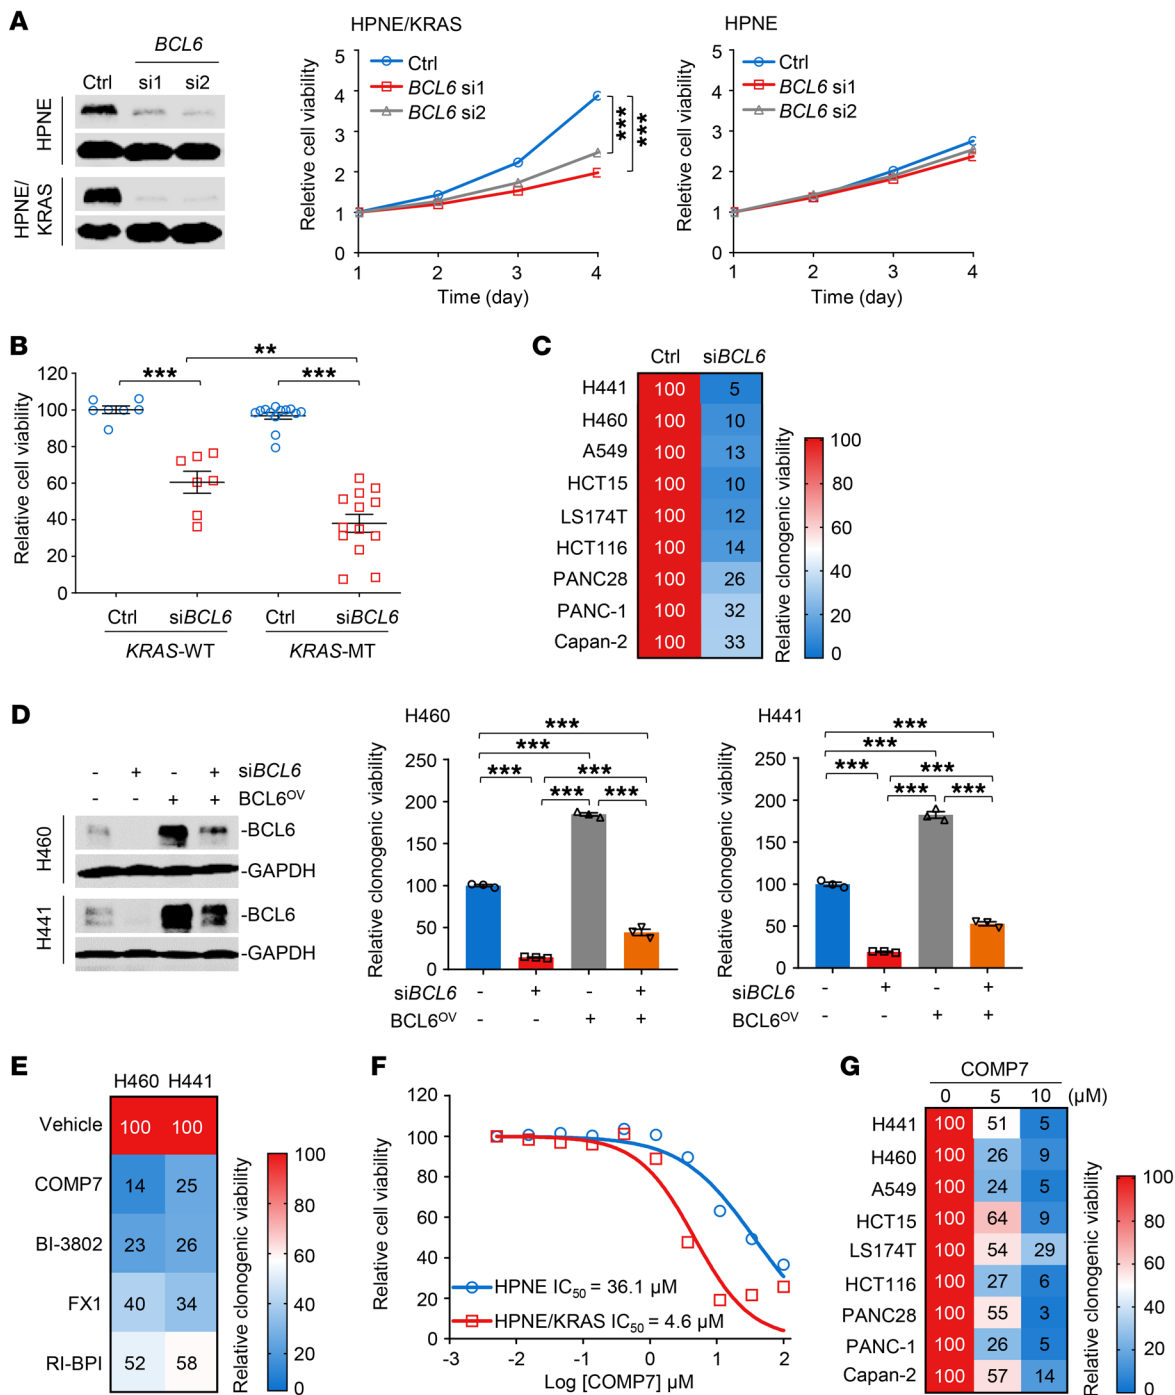 A
BCL6
Ctrl si1 si2
HPNE
HPNE/
KRAS
HPNE/KRAS
Reletive cell viability
5
4
3
2
1
0
Ctrl
BCL6 si1
BCL6 si2
***
***
1 2 3 4
Time (day)
HPNE
Reletive cell viability
5
4
3
2
1
0
Ctrl
BCL6 si1
BCL6 si2
1 2 3 4
Time (day)
B
Relative cell viability
120
100
80
60
40
20
0
**
*** ***
Ctrl siBCL6 Ctrl siBCL6
KRAS-WT KRAS-MT
C
Ctrl siBCL6
H441 100 5
H460 100 10
A549 100 13
HCT15 100 10
LS174T 100 12
HCT116 100 14
PANC28 100 26
PANC-1 100 32
Capan-2 100 33
Relative clonogenic viability
100
80
60
40
20
0
D
- + - + siBCL6
- - + + BCL6OV
H460
-BCL6
-GAPDH
H441
-BCL6
-GAPDH
H460
Relative clonogenic viability
250
200
150
100
50
0
***
***
*** ***
*** ***
siBCL6 - + - +
BCL6OV - - + +
H441
Relative clonogenic viability
250
200
150
100
50
0
***
***
*** ***
*** ***
siBCL6 - + - +
BCL6OV - - + +
E
H460 H441
Vehicle 100 100
COMP7 14 25
BI-3802 23 26
FX1 40 34
RI-BPI 52 58
Relative clonogenic viability
100
80
60
40
20
0
F
Relative cell viability
120
100
80
60
40
20
0
HPNE IC50 = 36.1 µM
HPNE/KRAS IC50 = 4.6 µM
-3 -2 -1 0 1 2
Log [COMP7] µM
G
COMP7
0 5 10 (µM)
H441 100 51 5
H460 100 26 9
A549 100 24 5
HCT15 100 64 9
LS174T 100 54 29
HCT116 100 27 6
PANC28 100 55 3
PANC-1 100 26 5
Capan-2 100 57 14
Relative clonogenic viability
100
80
60
40
20
0